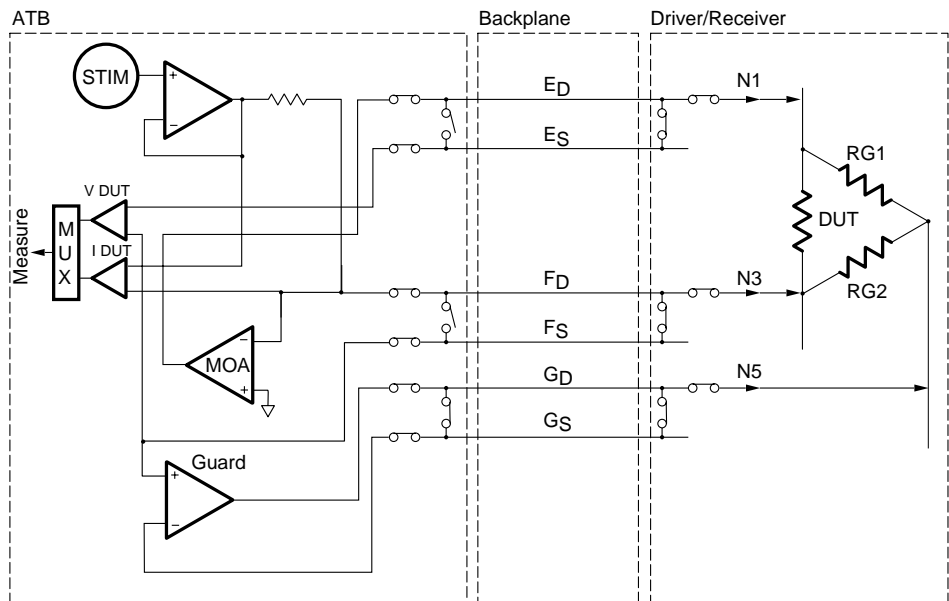 ATB
Backplane
Driver/Receiver
STIM
+
−
V DUT
I DUT
MUX
Measure
MOA
−
+
Guard
+
−
ED
ES
FD
FS
GD
GS
N1
N3
N5
RG1
DUT
RG2